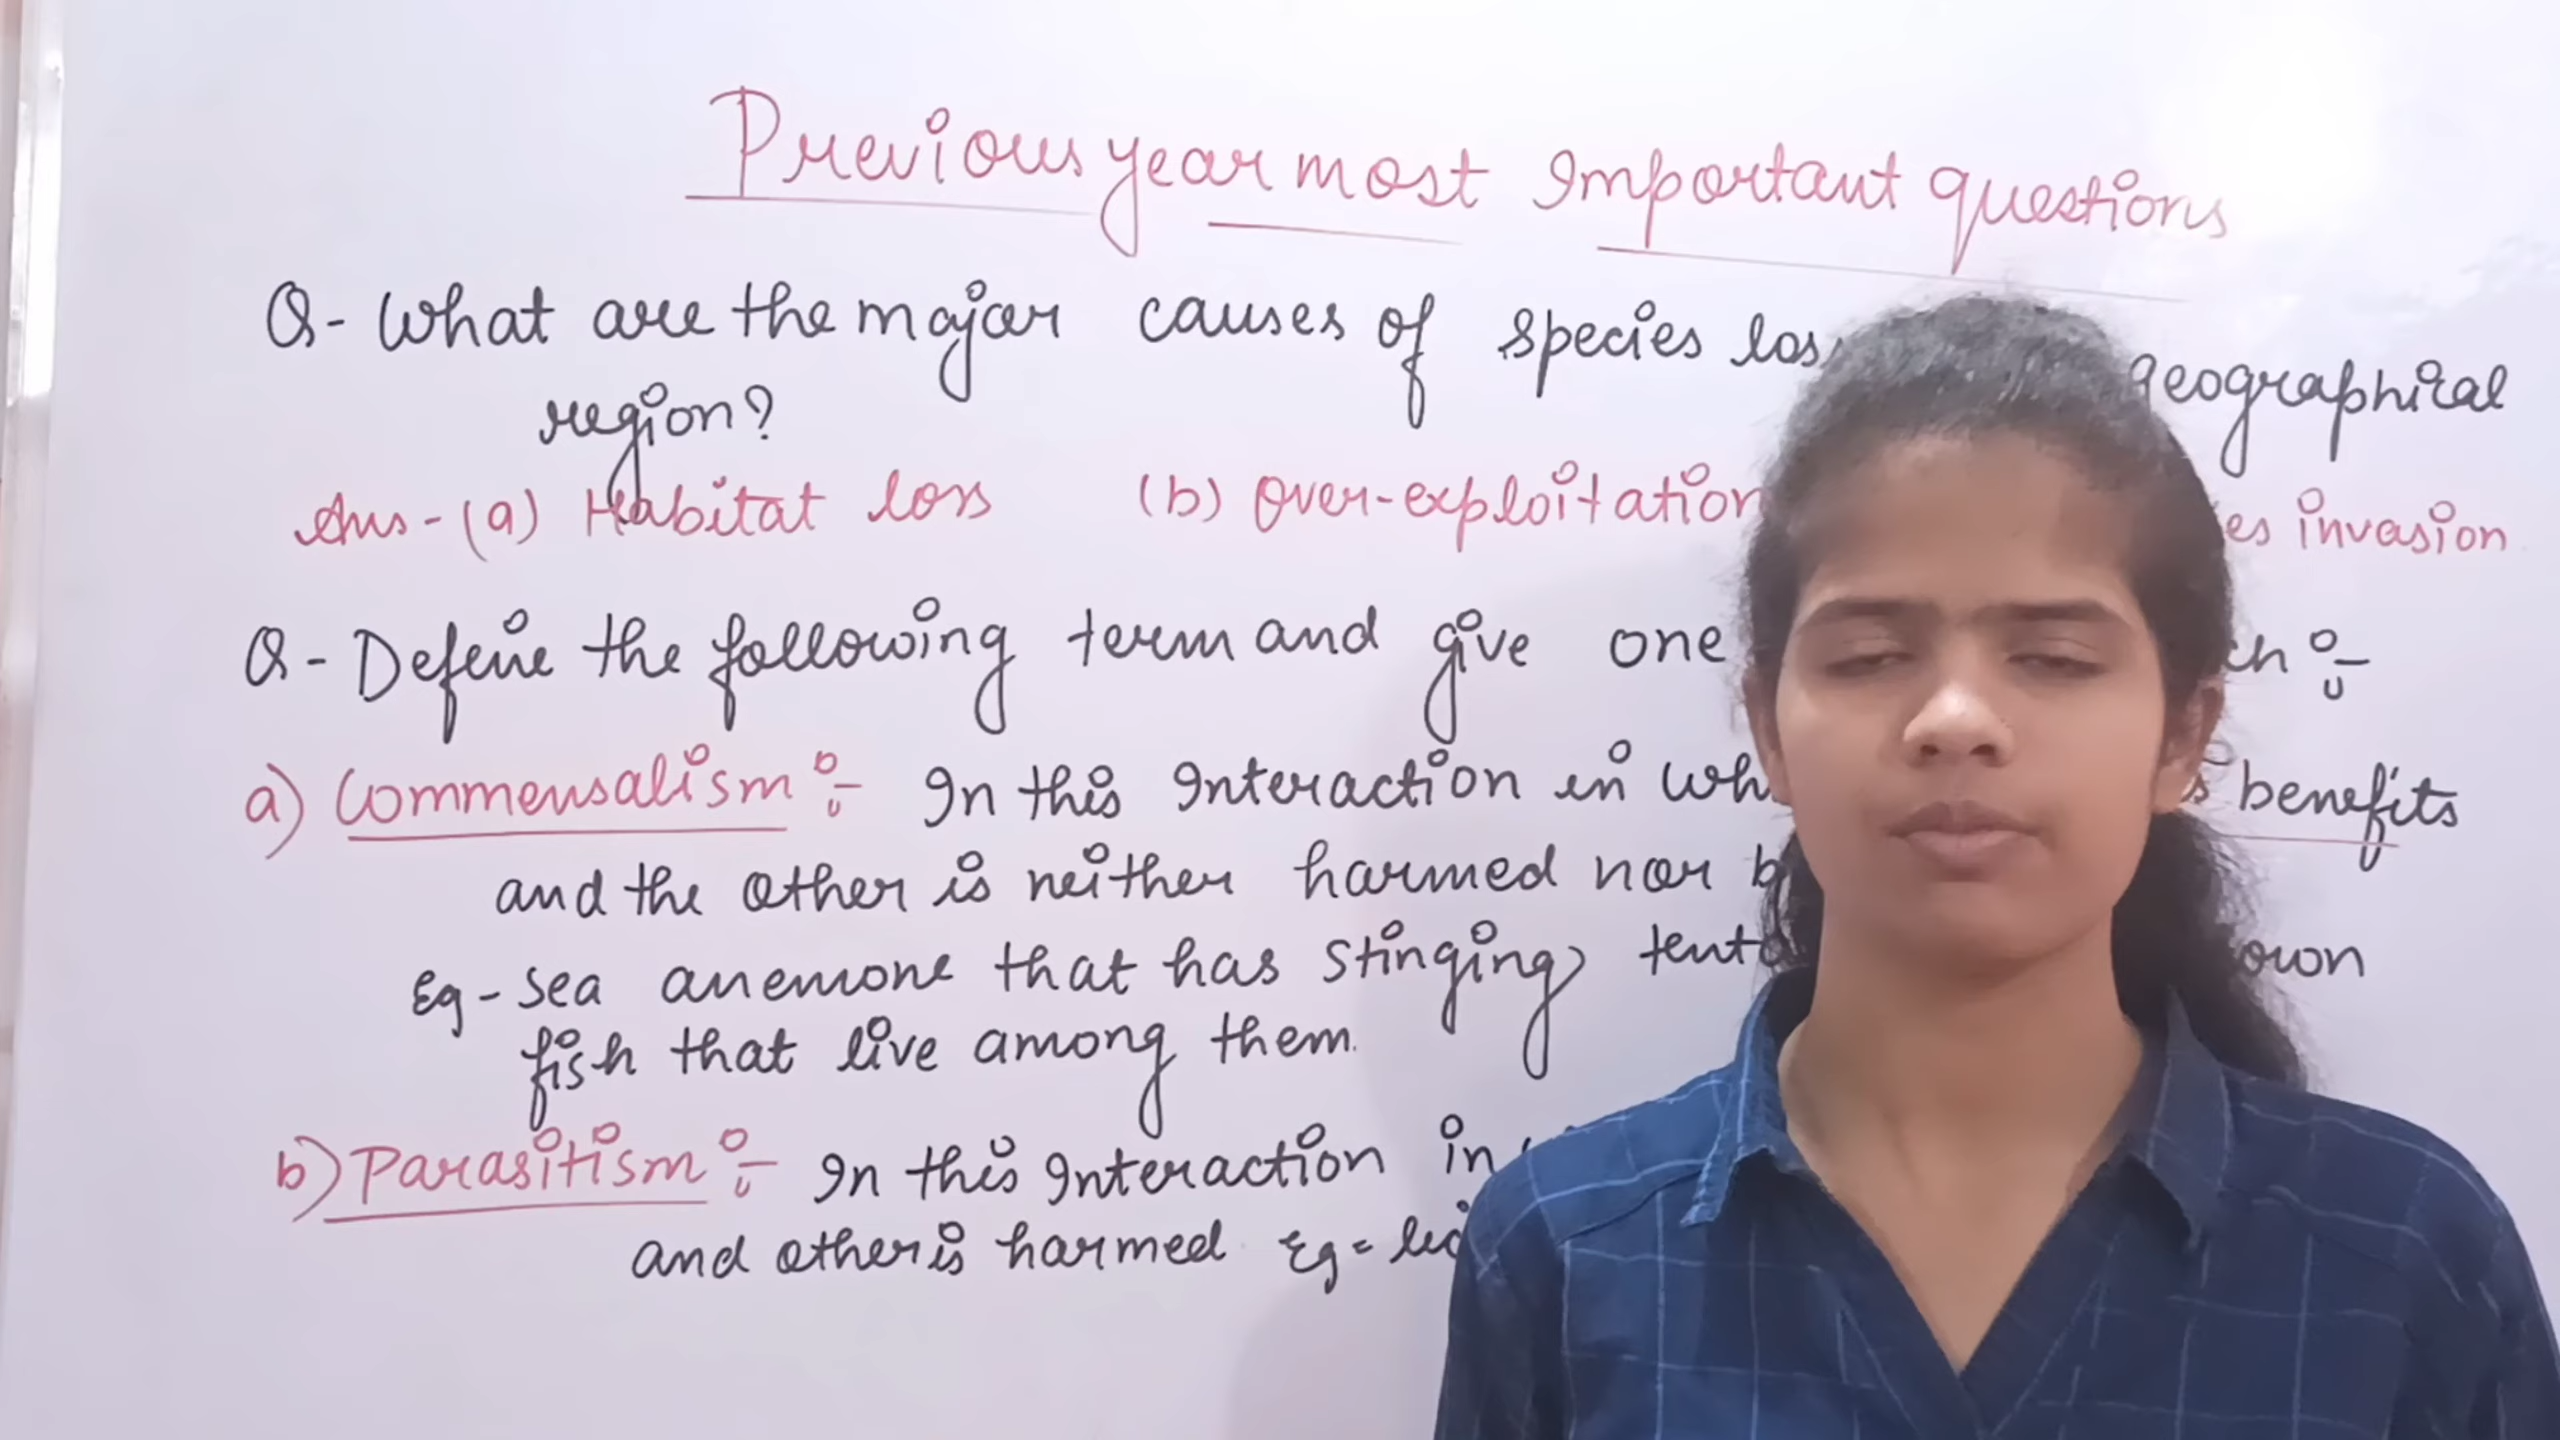 Previous year most Important questions
Q- What are the major causes of species geographical
region?
Ans-(a) Habitat loss (b) Over-exploitation invasion
Q- Define the following term and give one :-
a) Commensalism :- In this Interaction in benefits
and the other is neither harmed nor
Eg- Sea anemone that has stinging
fish that live among them.
b) Parasitism :- In this Interaction in
and other is harmed Eg =